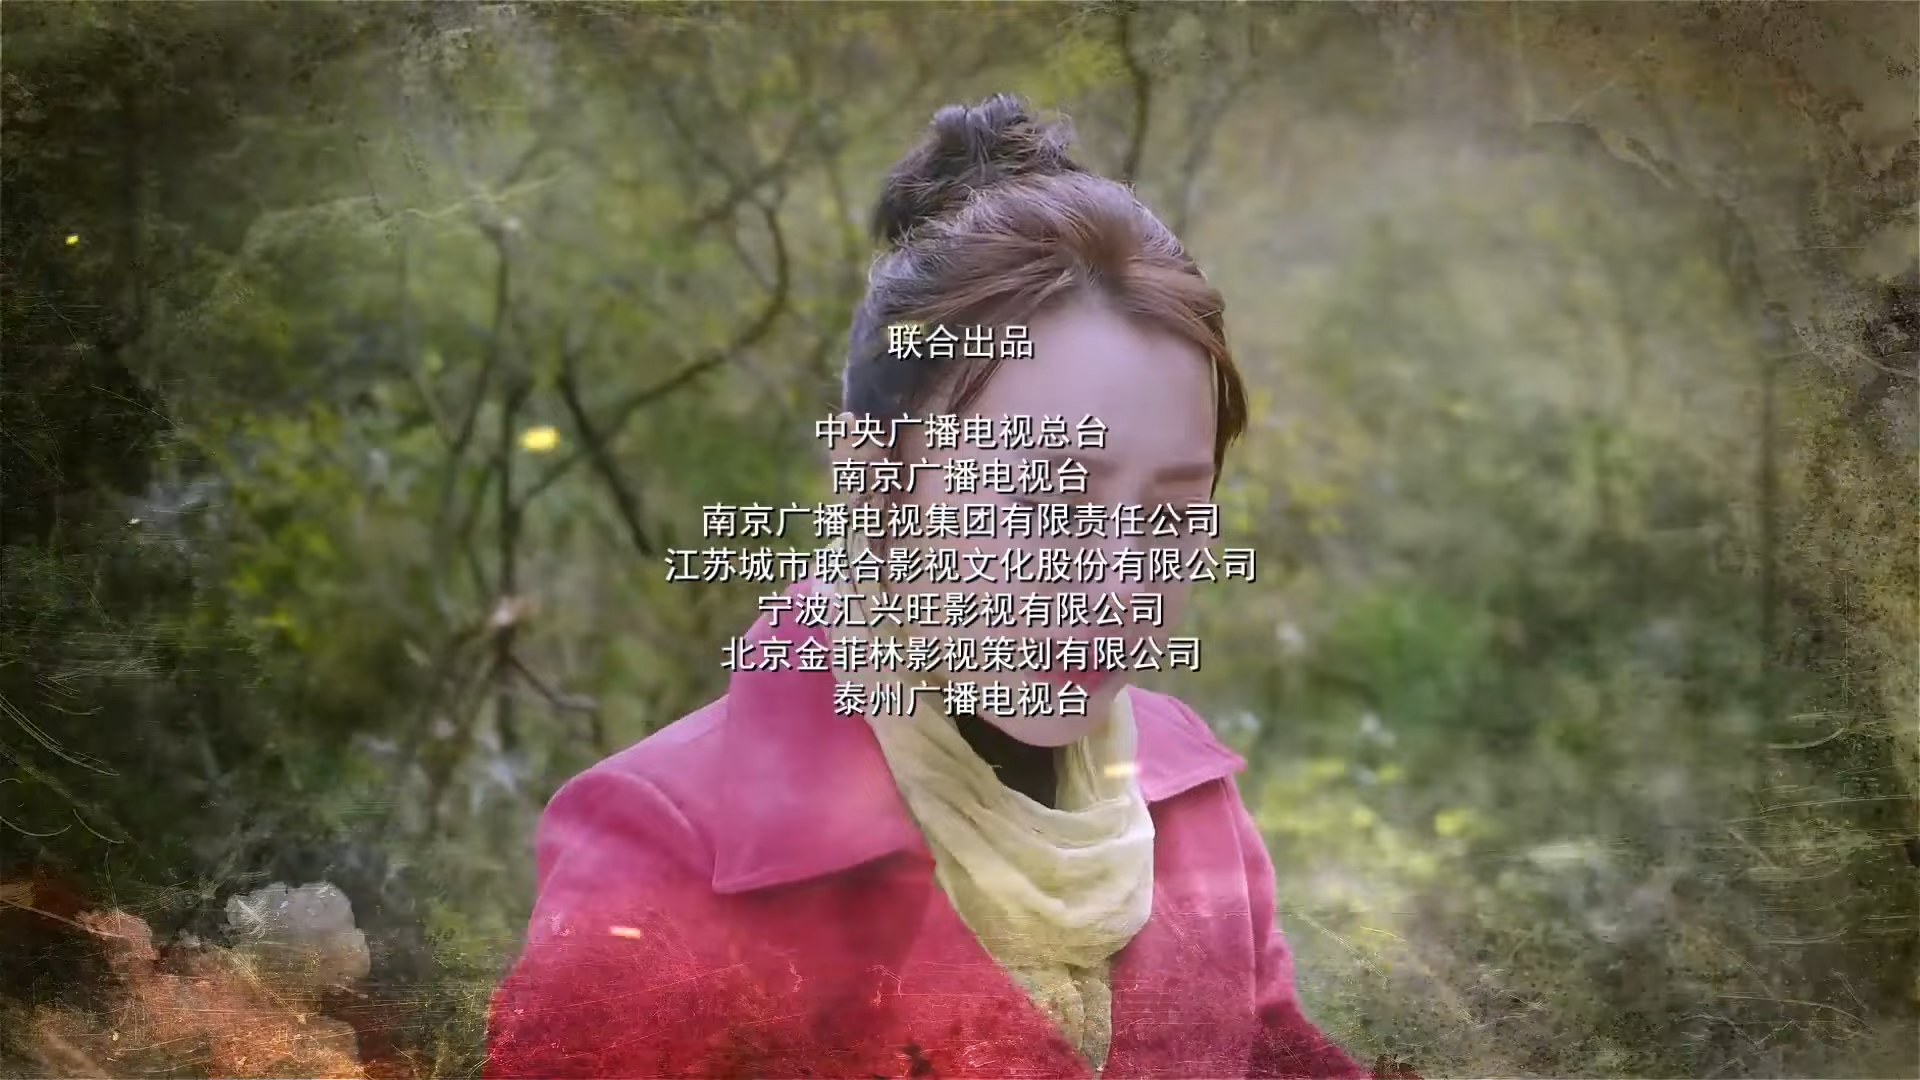 联合出品
中央广播电视总台
南京广播电视台
南京广播电视集团有限责任公司
江苏城市联合影视文化股份有限公司
宁波汇兴旺影视有限公司
北京金菲林影视策划有限公司
泰州广播电视台